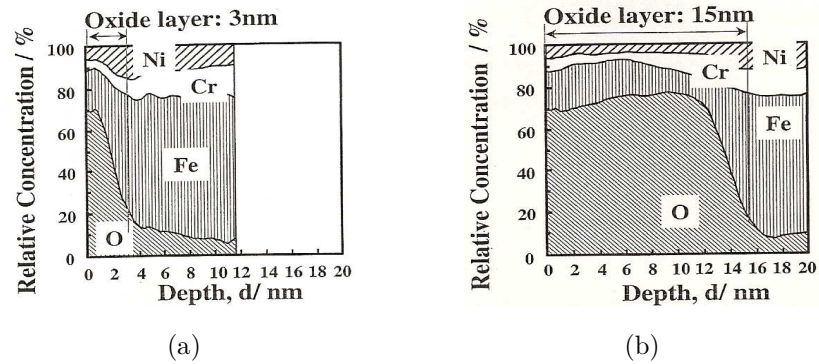 Oxide layer: 3nm
Relative Concentration / %
100
80
60
40
20
0
Ni
Cr
Fe
O
0 2 4 6 8 10 12 14 16 18 20
Depth, d/ nm
(a)
Oxide layer: 15nm
Relative Concentration / %
100
80
60
40
20
0
Ni
Cr
Fe
O
0 2 4 6 8 10 12 14 16 18 20
Depth, d/ nm
(b)